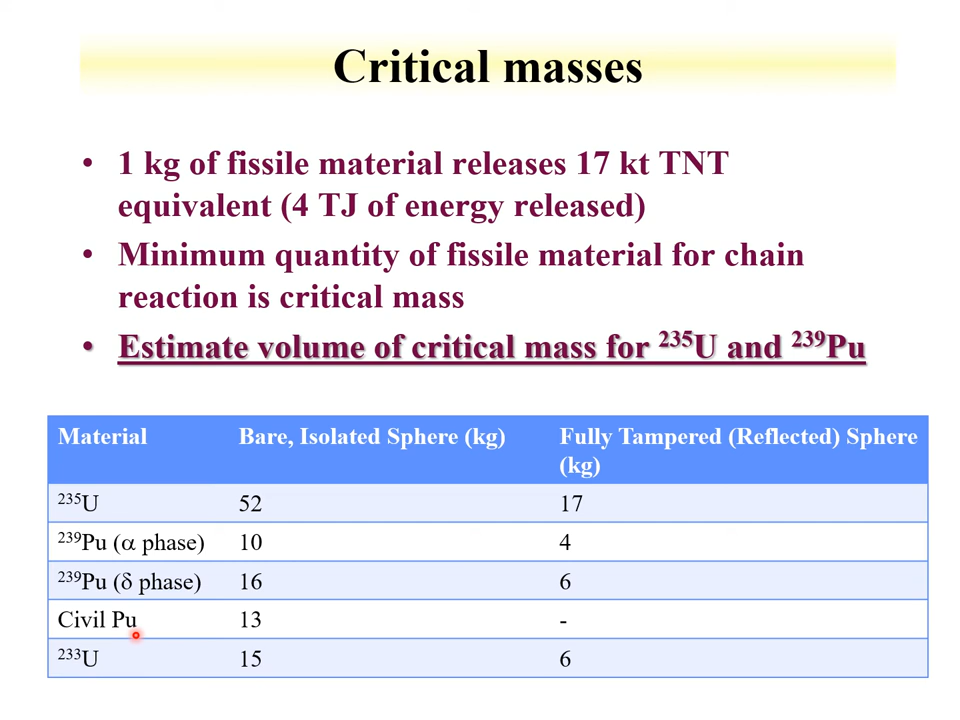 Critical masses
• 1 kg of fissile material releases 17 kt TNT
equivalent (4 TJ of energy released)
• Minimum quantity of fissile material for chain
reaction is critical mass
• Estimate volume of critical mass for ²³⁵U and ²³⁹Pu
Material Bare, Isolated Sphere (kg) Fully Tampered (Reflected) Sphere
(kg)
²³⁵U 52 17
²³⁹Pu (α phase) 10 4
²³⁹Pu (δ phase) 16 6
Civil Pu 13 -
²³³U 15 6